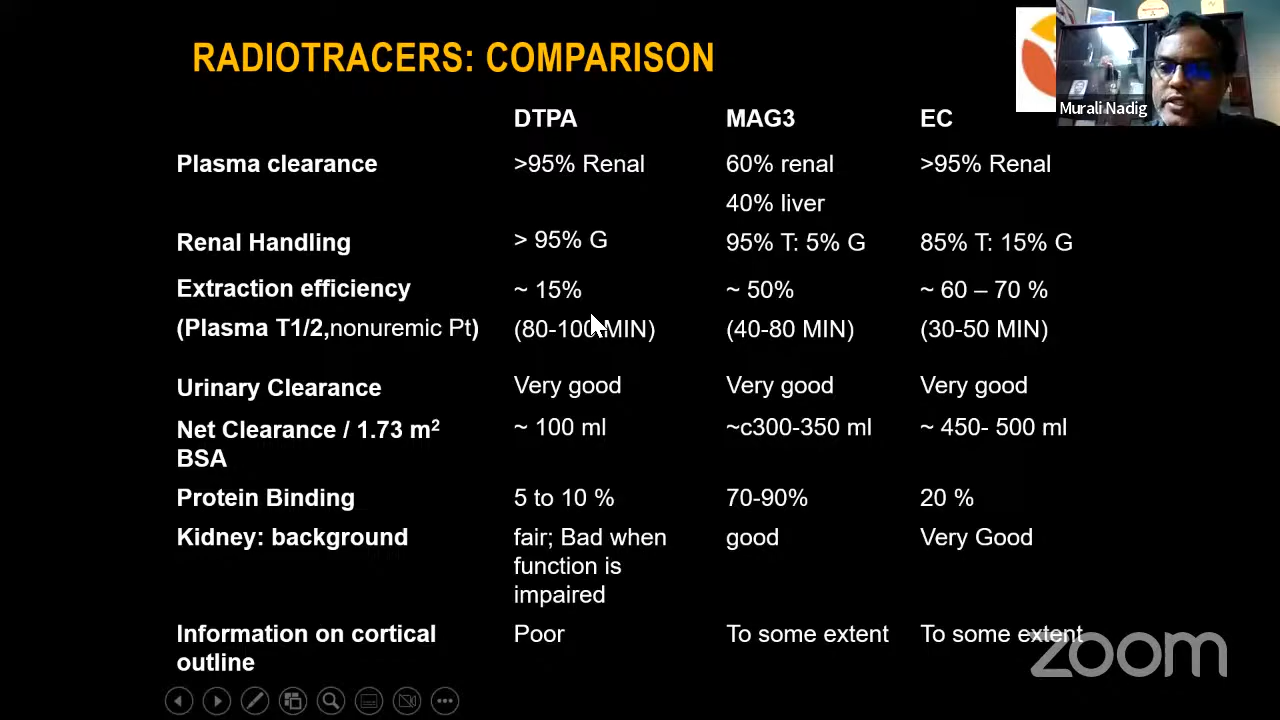 RADIOTRACERS: COMPARISON
Murali Nadig
DTPA MAG3 EC
Plasma clearance >95% Renal 60% renal >95% Renal
40% liver
Renal Handling > 95% G 95% T: 5% G 85% T: 15% G
Extraction efficiency ~ 15% ~ 50% ~ 60 – 70 %
(Plasma T1/2,nonuremic Pt) (80-100 MIN) (40-80 MIN) (30-50 MIN)
Urinary Clearance Very good Very good Very good
Net Clearance / 1.73 m² ~ 100 ml ~c300-350 ml ~ 450- 500 ml
BSA
Protein Binding 5 to 10 % 70-90% 20 %
Kidney: background fair; Bad when good Very Good
function is
impaired
Information on cortical Poor To some extent To some extent
outline
zoom